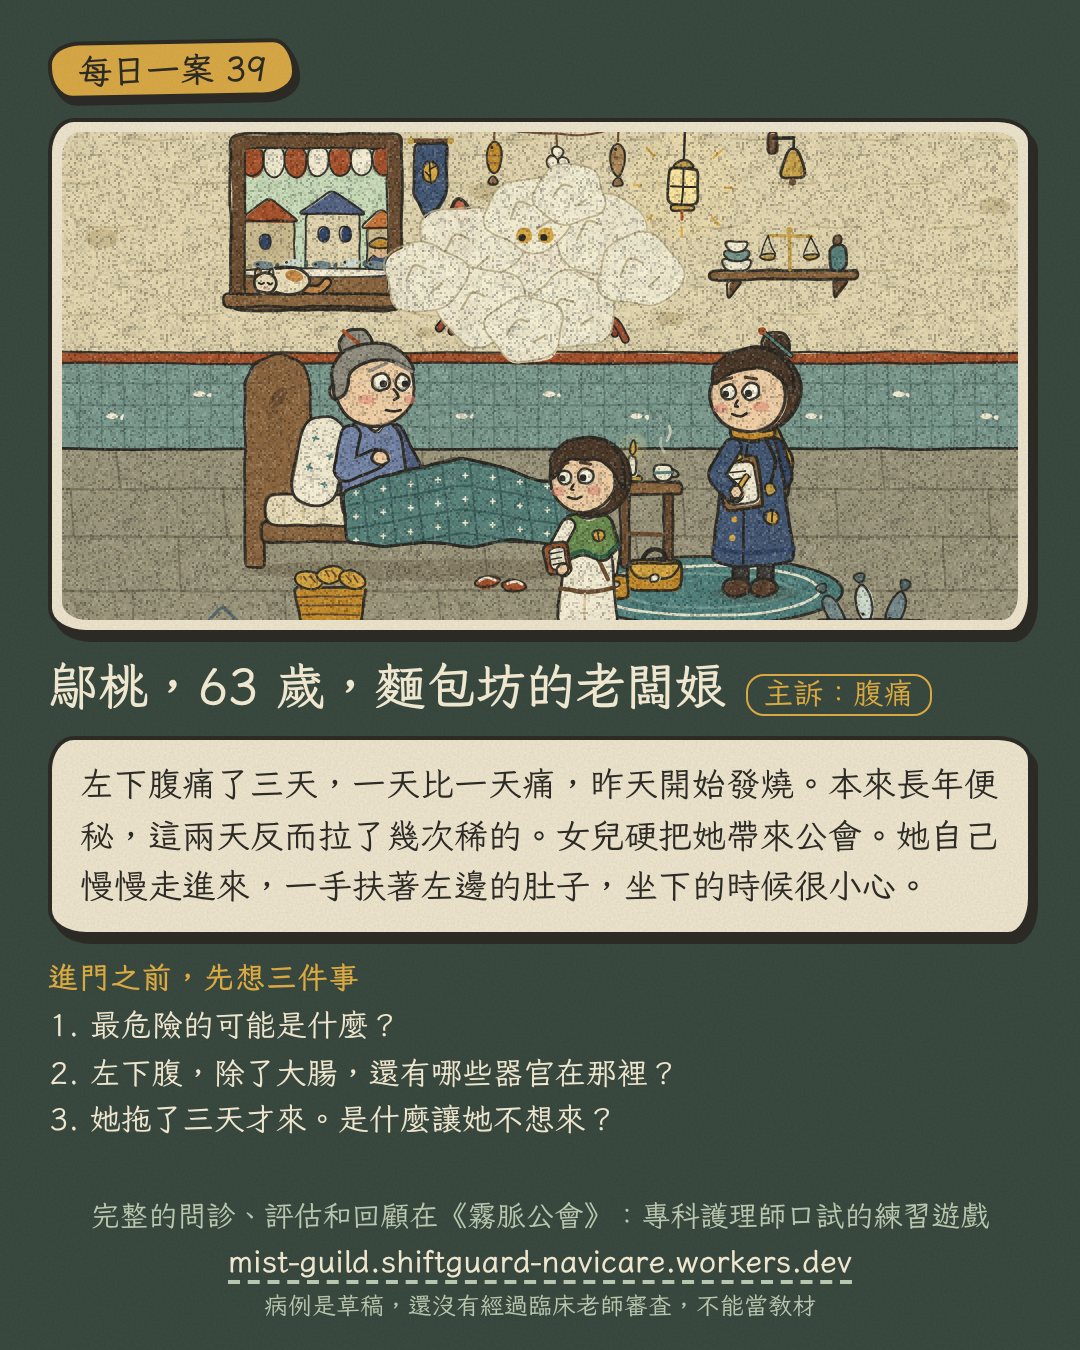 每日一案 39
鄔桃，63 歲，麵包坊的老闆娘
主訴：腹痛
左下腹痛了三天，一天比一天痛，昨天開始發燒。本來長年便
秘，這兩天反而拉了幾次稀的。女兒硬把她帶來公會。她自己
慢慢走進來，一手扶著左邊的肚子，坐下的時候很小心。
進門之前，先想三件事
1. 最危險的可能是什麼？
2. 左下腹，除了大腸，還有哪些器官在那裡？
3. 她拖了三天才來。是什麼讓她不想來？
完整的問診、評估和回顧在《霧脈公會》：專科護理師口試的練習遊戲
mist-guild.shiftguard-navicare.workers.dev
病例是草稿，還沒有經過臨床老師審查，不能當教材